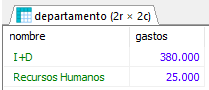 departamento (2r × 2c)
nombre gastos
I+D 380.000
Recursos Humanos 25.000